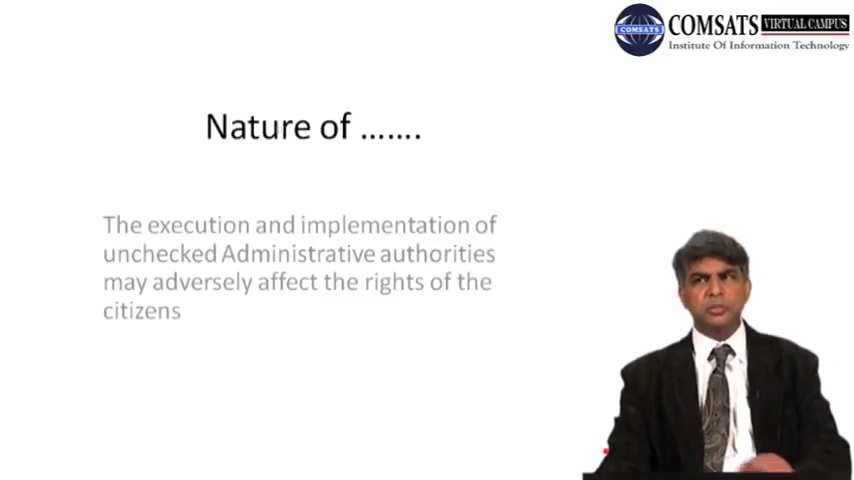 COMSATS VIRTUAL CAMPUS
COMSATS
Institute Of Information Technology
Nature of .......
The execution and implementation of
unchecked Administrative authorities
may adversely affect the rights of the
citizens